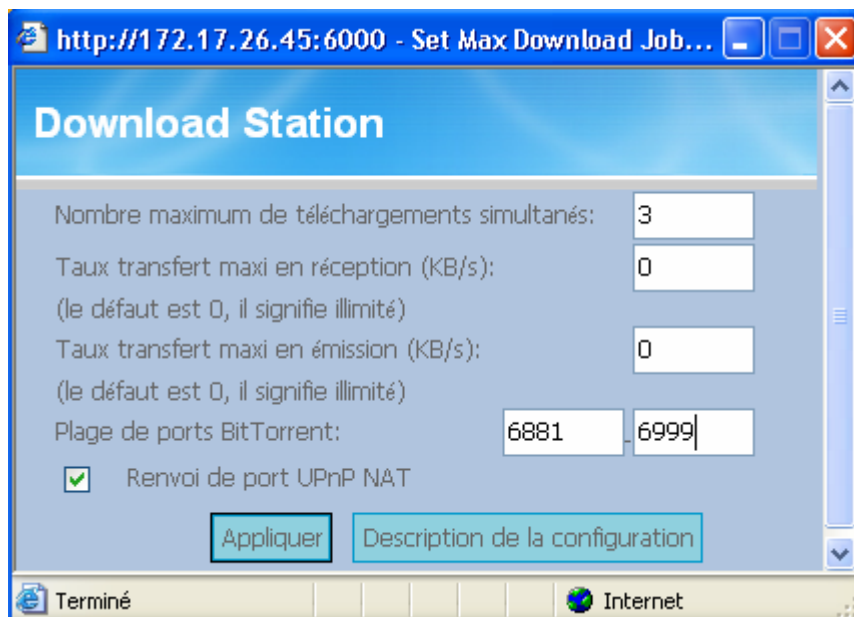 http://172.17.26.45:6000 - Set Max Download Job...
Download Station
Nombre maximum de téléchargements simultanés: 3
Taux transfert maxi en réception (KB/s): 0
(le défaut est 0, il signifie illimité)
Taux transfert maxi en émission (KB/s): 0
(le défaut est 0, il signifie illimité)
Plage de ports BitTorrent: 6881 - 6999
Renvoi de port UPnP NAT
Appliquer Description de la configuration
Terminé Internet